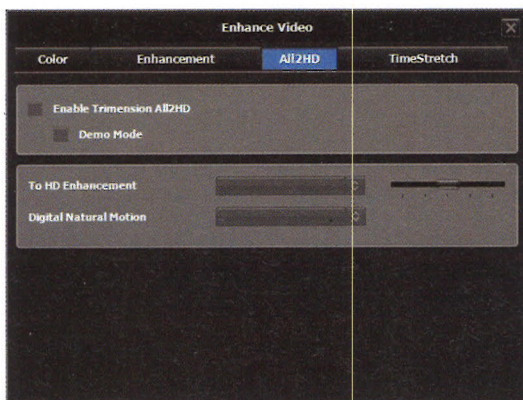 Enhance Video
Color Enhancement All2HD TimeStretch
Enable Trimension All2HD
Demo Mode
To HD Enhancement
Digital Natural Motion